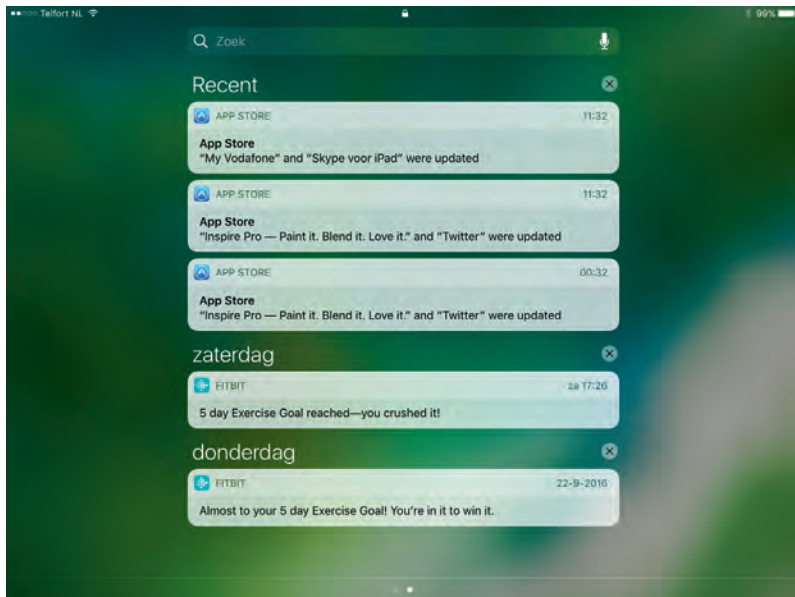 Telfort NL
99%
Zoek
Recent
APP STORE 11:32
App Store
“My Vodafone” and “Skype voor iPad” were updated
APP STORE 11:32
App Store
“Inspire Pro — Paint it. Blend it. Love it.” and “Twitter” were updated
APP STORE 00:32
App Store
“Inspire Pro — Paint it. Blend it. Love it.” and “Twitter” were updated
zaterdag
FITBIT za 17:26
5 day Exercise Goal reached—you crushed it!
donderdag
FITBIT 22-9-2016
Almost to your 5 day Exercise Goal! You’re in it to win it.